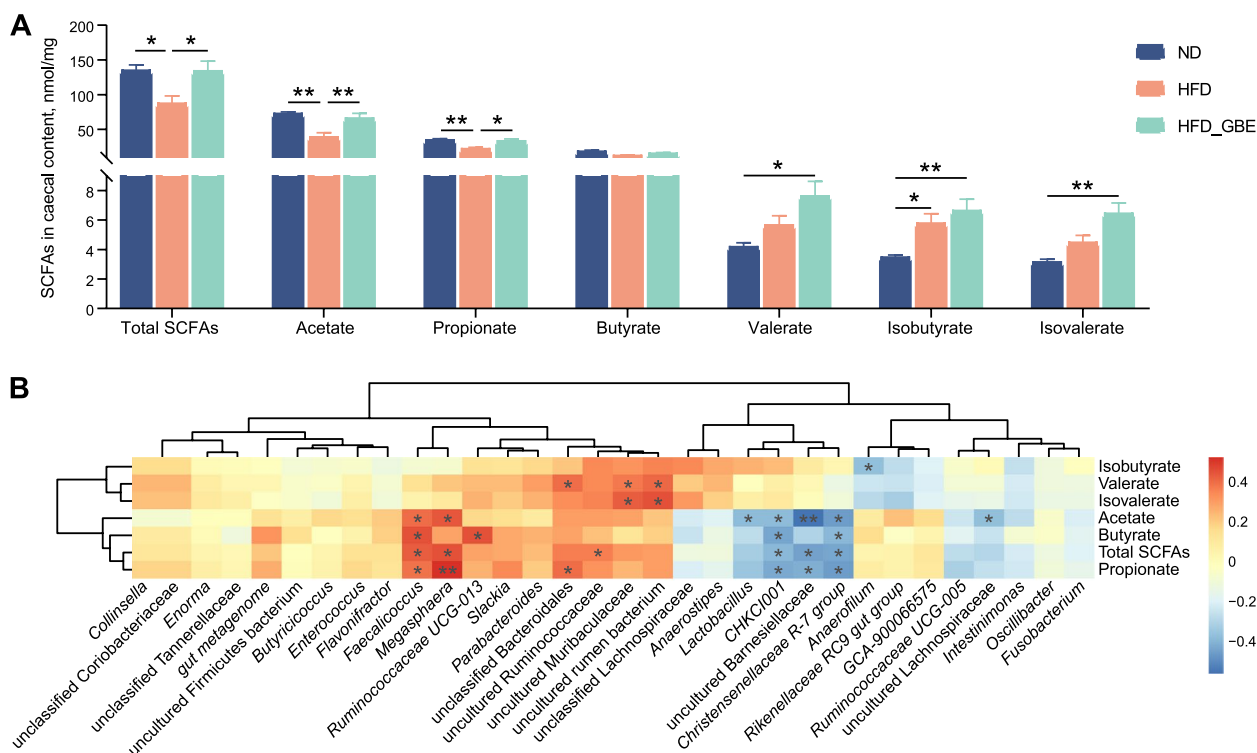 A
SCFAs in caecal content, nmol/mg
200
150
100
50
8
6
4
2
0
* *
** **
** *
*
**
*
**
ND
HFD
HFD_GBE
Total SCFAs Acetate Propionate Butyrate Valerate Isobutyrate Isovalerate
B
* Isobutyrate
* * * Valerate
* * Isovalerate
* * * * ** * * Acetate
* * * * Butyrate
* * * * * * Total SCFAs
* ** * * * * Propionate
0.4
0.2
0
−0.2
−0.4
Collinsella
unclassified Coriobacteriaceae
Enorma
unclassified Tannerellaceae
gut metagenome
uncultured Firmicutes bacterium
Butyricicoccus
Enterococcus
Flavonifractor
Faecalicoccus
Megasphaera
Ruminococcaceae UCG-013
Slackia
Parabacteroides
unclassified Bacteroidales
uncultured Ruminococcaceae
uncultured Muribaculaceae
uncultured rumen bacterium
unclassified Lachnospiraceae
Anaerostipes
Lactobacillus
CHKCI001
uncultured Barnesiellaceae
Christensenellaceae R-7 group
Anaerofilum
Rikenellaceae RC9 gut group
GCA-900066575
Ruminococcaceae UCG-005
uncultured Lachnospiraceae
Intestinimonas
Oscillibacter
Fusobacterium